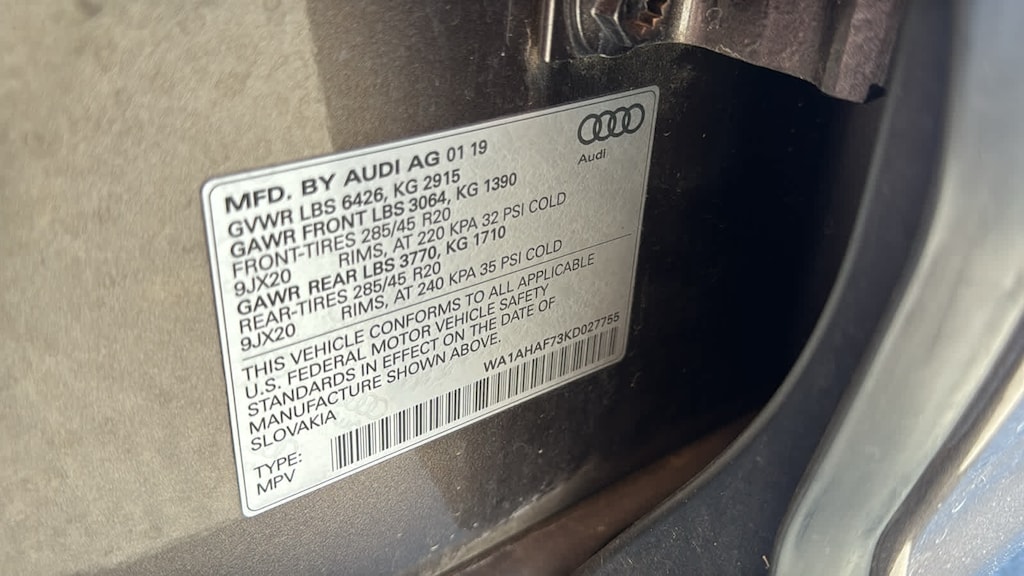 Audi
MFD. BY AUDI AG 01 19
GVWR LBS 6426, KG 2915
GAWR FRONT LBS 3064, KG 1390
FRONT-TIRES 285/45 R20
9JX20 RIMS, AT 220 KPA 32 PSI COLD
GAWR REAR LBS 3770, KG 1710
REAR-TIRES 285/45 R20
9JX20 RIMS, AT 240 KPA 35 PSI COLD
THIS VEHICLE CONFORMS TO ALL APPLICABLE
U.S. FEDERAL MOTOR VEHICLE SAFETY
STANDARDS IN EFFECT ON THE DATE OF
MANUFACTURE SHOWN ABOVE.
SLOVAKIA
WA1AHAF73KD027755
TYPE:
MPV